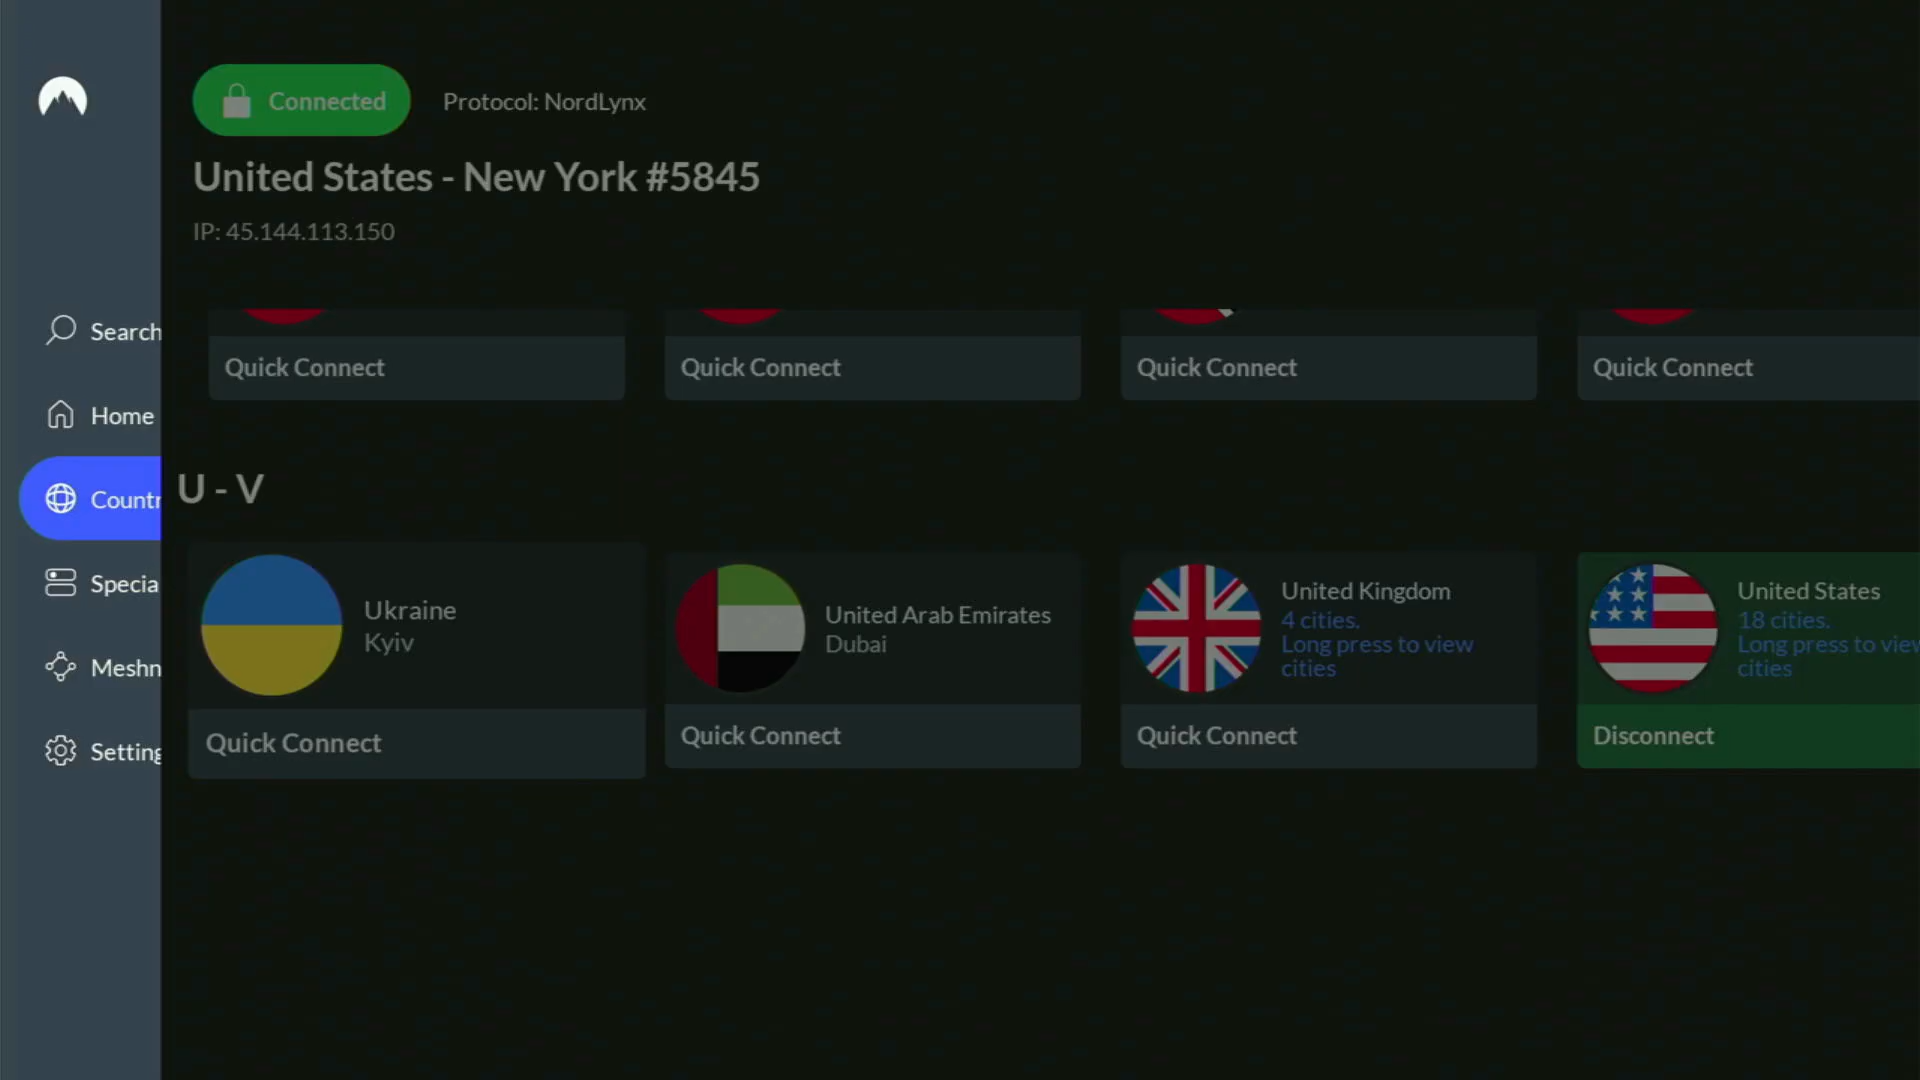 Connected
Protocol: NordLynx
United States - New York #5845
IP: 45.144.113.150
Search
Home
Countr
Specia
Meshn
Setting
Quick Connect
Quick Connect
Quick Connect
Quick Connect
U - V
Ukraine
Kyiv
Quick Connect
United Arab Emirates
Dubai
Quick Connect
United Kingdom
4 cities.
Long press to view
cities
Quick Connect
United States
18 cities.
Long press to view
cities
Disconnect